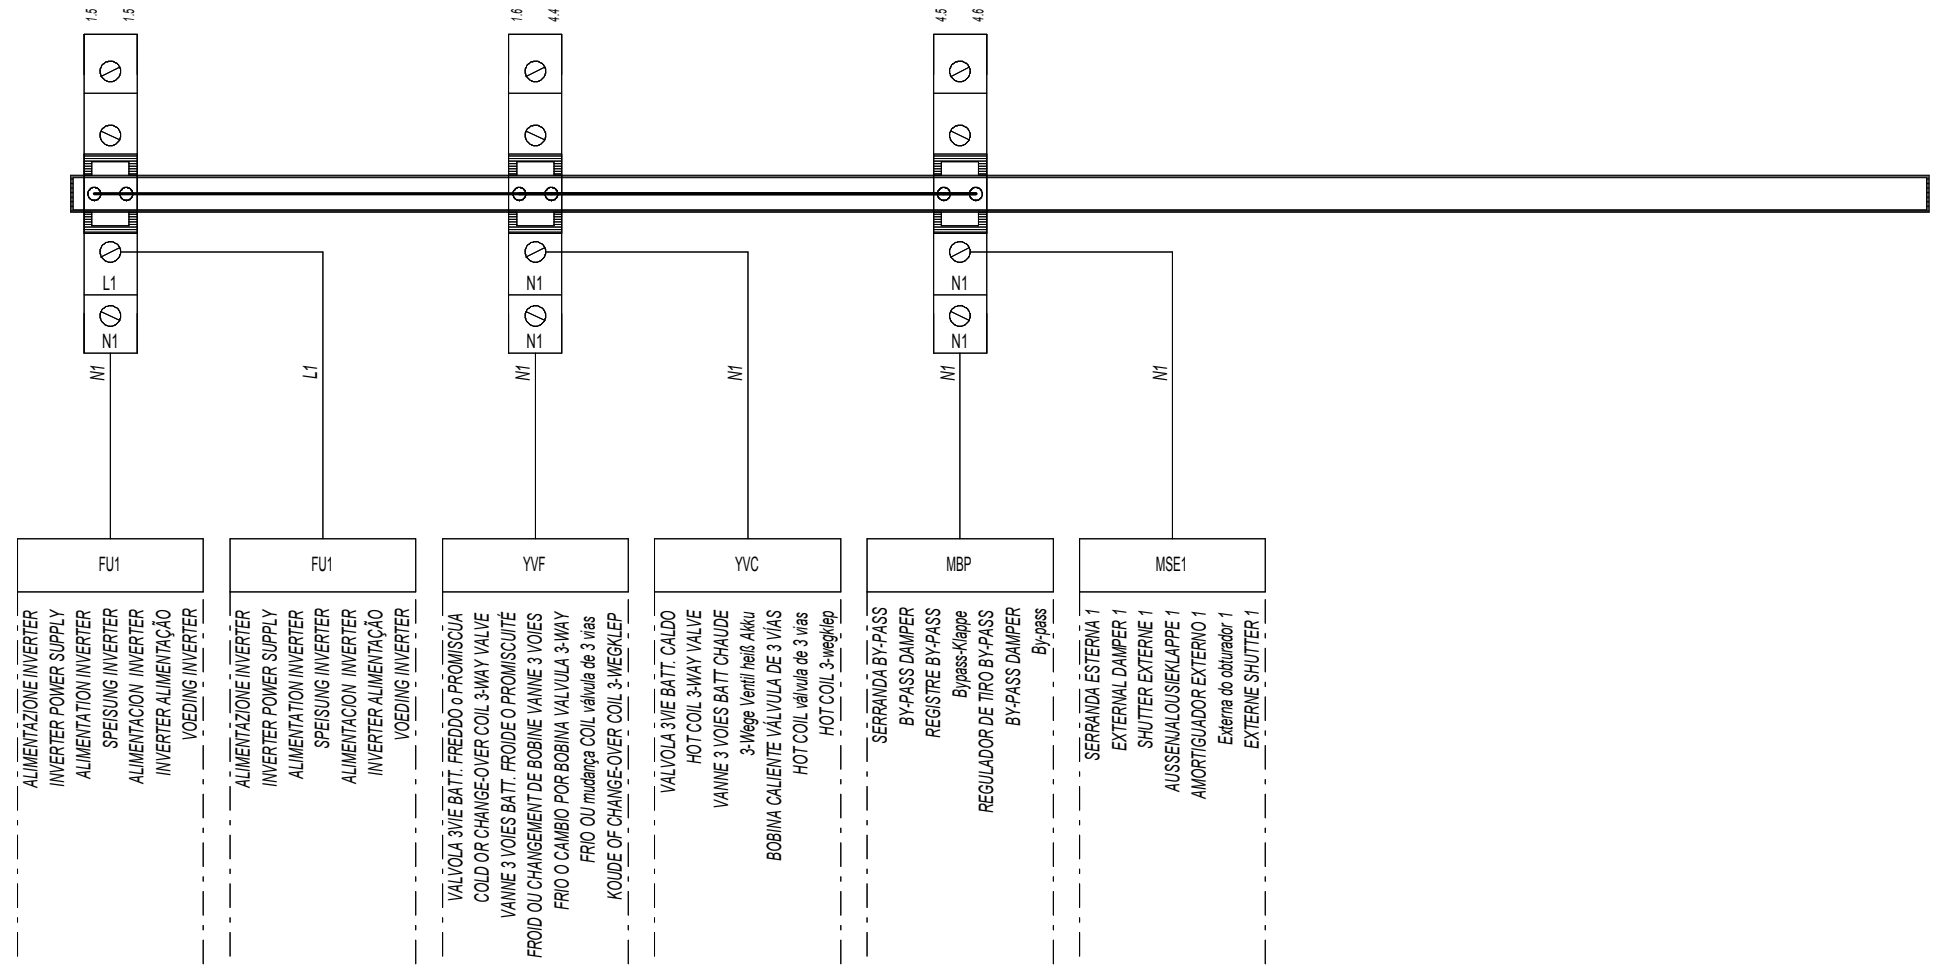 1.5
1.5
1.6
4.4
4.5
4.6
L1
N1
N1
N1
N1
N1
N1
L1
N1
N1
N1
N1
FU1
FU1
YVF
YVC
MBP
MSE1
ALIMENTAZIONE INVERTER
INVERTER POWER SUPPLY
ALIMENTATION INVERTER
SPEISUNG INVERTER
ALIMENTACION INVERTER
INVERTER ALIMENTAÇÃO
VOEDING INVERTER
ALIMENTAZIONE INVERTER
INVERTER POWER SUPPLY
ALIMENTATION INVERTER
SPEISUNG INVERTER
ALIMENTACION INVERTER
INVERTER ALIMENTAÇÃO
VOEDING INVERTER
VALVOLA 3VIE BATT. FREDDO o PROMISCUA
COLD OR CHANGE-OVER COIL 3-WAY VALVE
VANNE 3 VOIES BATT. FROIDE O PROMISCUITÉ
FROID OU CHANGEMENT DE BOBINE VANNE 3 VOIES
FRIO O CAMBIO POR BOBINA VALVULA 3-WAY
FRIO OU mudança COIL válvula de 3 vias
KOUDE OF CHANGE-OVER COIL 3-WEGKLEP
VALVOLA 3VIE BATT. CALDO
HOT COIL 3-WAY VALVE
VANNE 3 VOIES BATT CHAUDE
3-Wege Ventil heiß Akku
BOBINA CALIENTE VÁLVULA DE 3 VÍAS
HOT COIL válvula de 3 vias
HOT COIL 3-wegklep
SERRANDA BY-PASS
BY-PASS DAMPER
REGISTRE BY-PASS
Bypass-Klappe
REGULADOR DE TIRO BY-PASS
BY-PASS DAMPER
By-pass
SERRANDA ESTERNA 1
EXTERNAL DAMPER 1
SHUTTER EXTERNE 1
AUSSENJALOUSIEKLAPPE 1
AMORTIGUADOR EXTERNO 1
Externa do obturador 1
EXTERNE SHUTTER 1